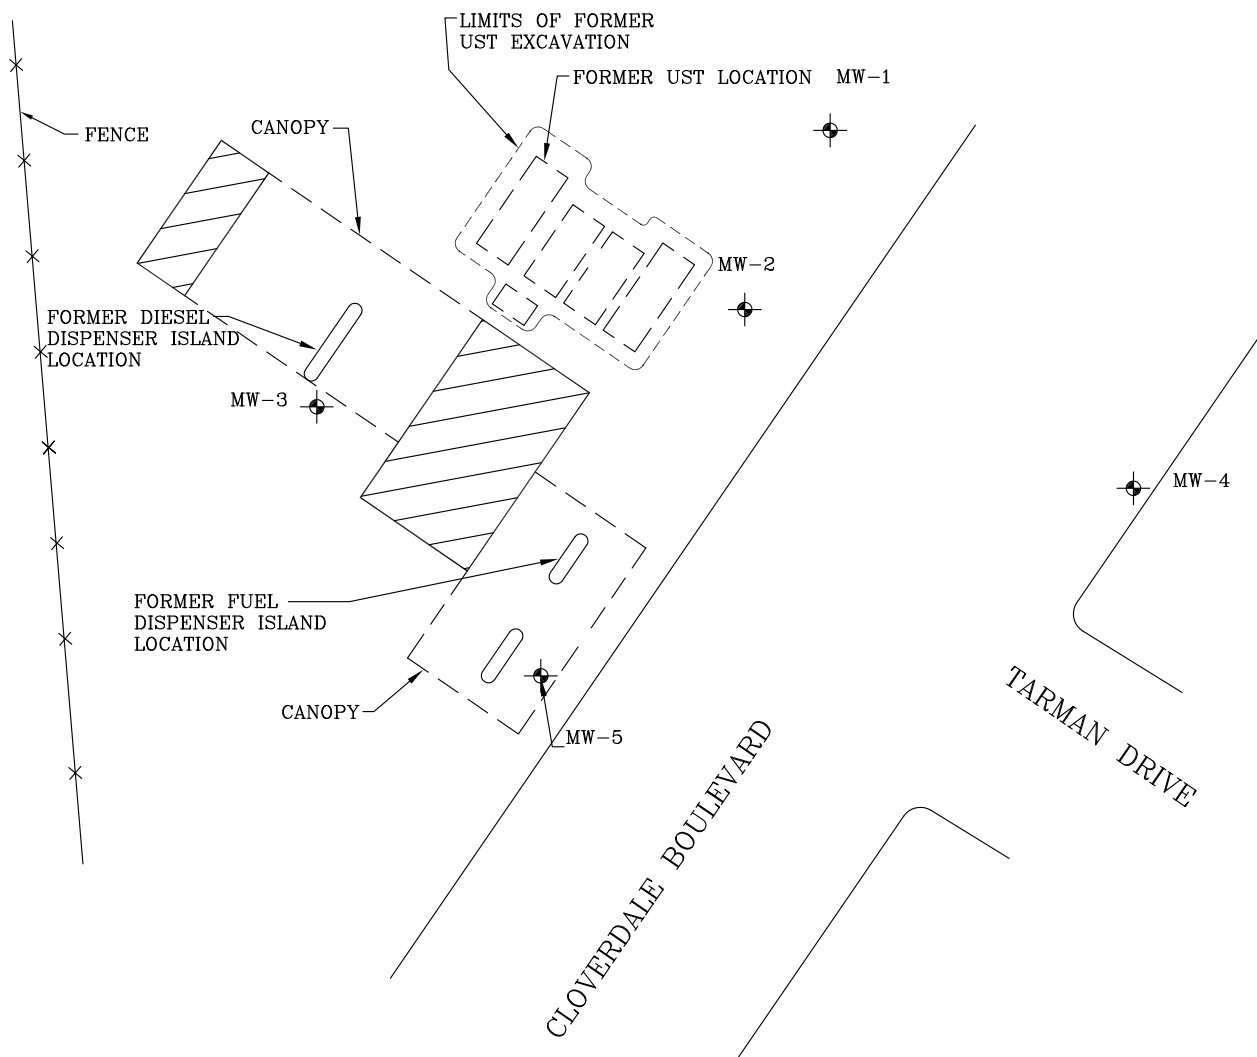 LIMITS OF FORMER
UST EXCAVATION
FORMER UST LOCATION
MW-1
CANOPY
FENCE
MW-2
FORMER DIESEL
DISPENSER ISLAND
LOCATION
MW-3
MW-4
FORMER FUEL
DISPENSER ISLAND
LOCATION
CANOPY
MW-5
TARMAN DRIVE
CLOVERDALE BOULEVARD